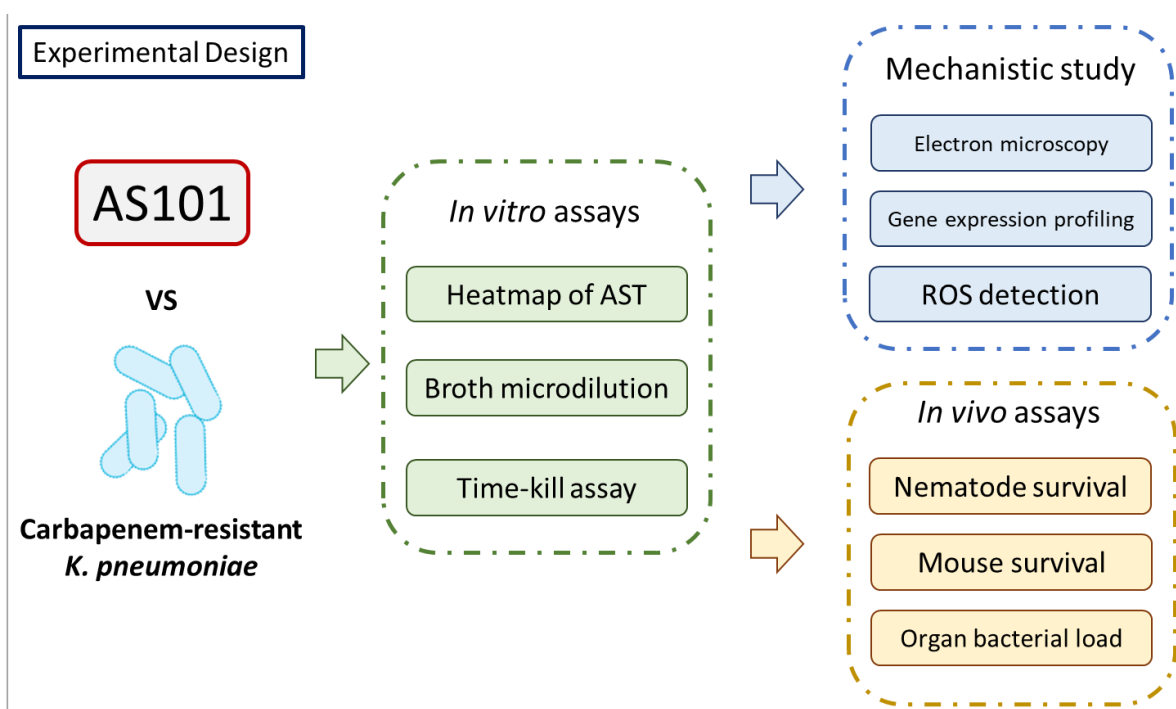 Experimental Design
AS101
VS
Carbapenem-resistant
K. pneumoniae
In vitro assays
Heatmap of AST
Broth microdilution
Time-kill assay
Mechanistic study
Electron microscopy
Gene expression profiling
ROS detection
In vivo assays
Nematode survival
Mouse survival
Organ bacterial load